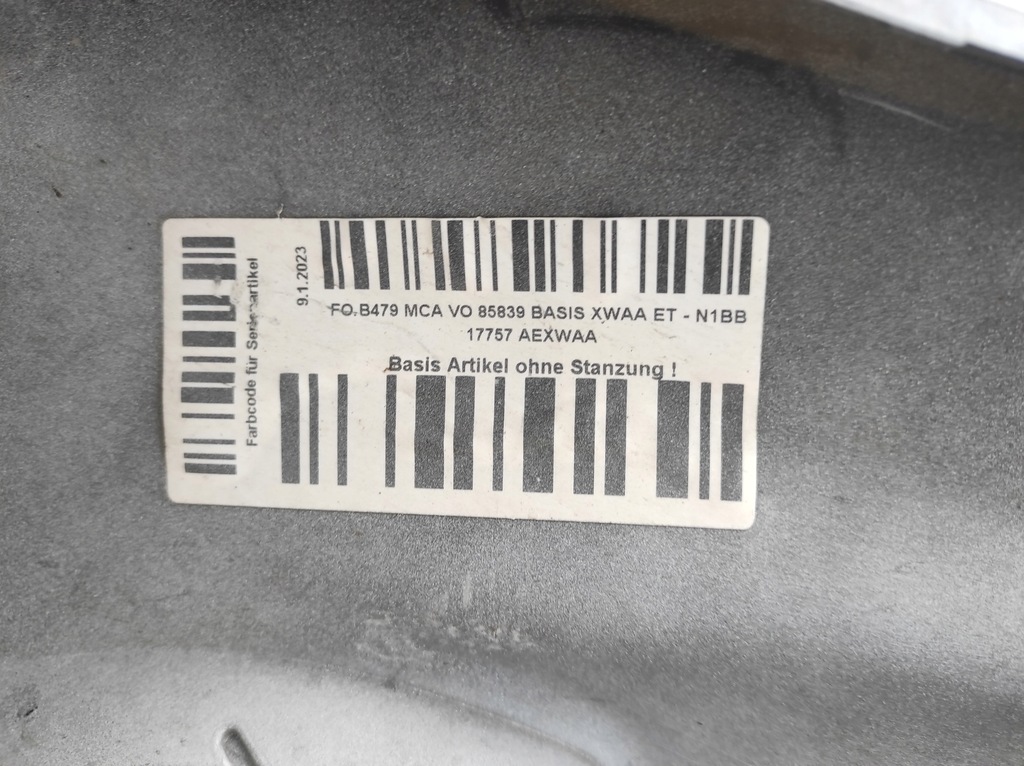 9.1.2023
FO.B479 MCA VO 85839 BASIS XWAA ET - N1BB
17757 AEXWAA
Basis Artikel ohne Stanzung !
Farbcode für Serienartikel